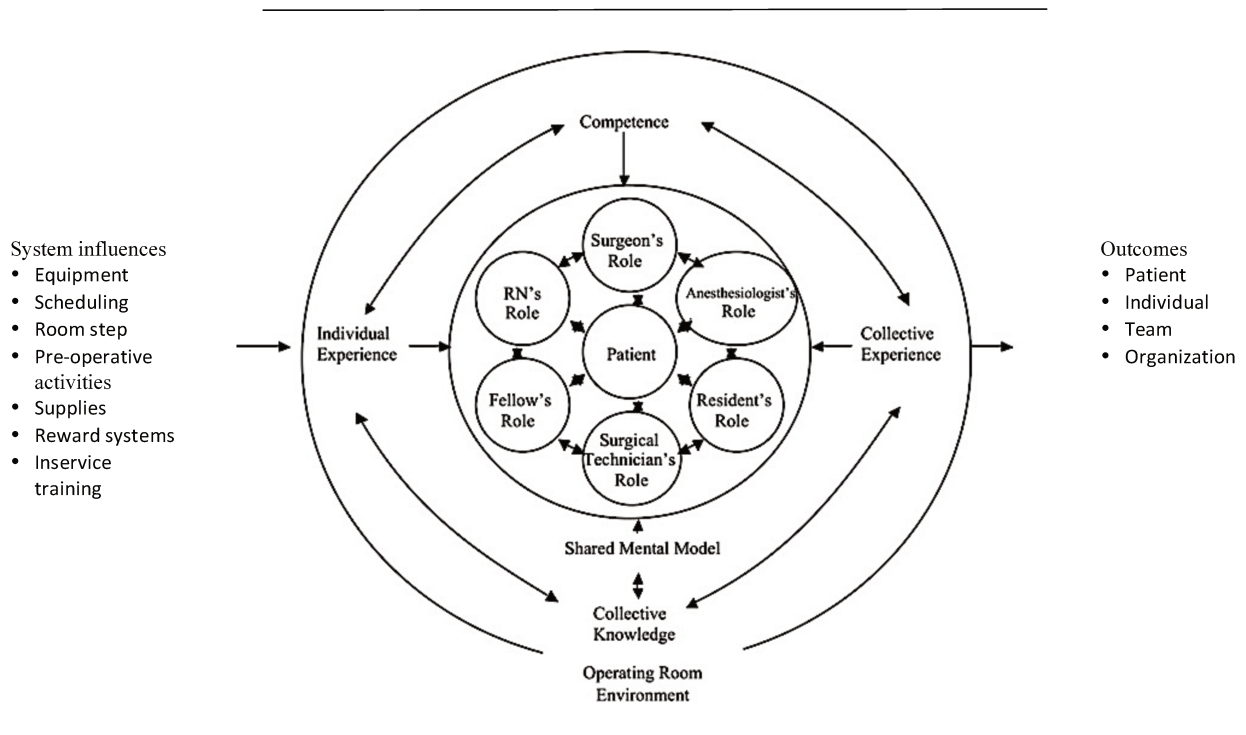 System influences
• Equipment
• Scheduling
• Room step
• Pre-operative
activities
• Supplies
• Reward systems
• Inservice
training
Competence
Individual
Experience
Surgeon's
Role
RN's
Role
Anesthesiologist's
Role
Patient
Fellow's
Role
Resident's
Role
Surgical
Technician's
Role
Collective
Experience
Shared Mental Model
Collective
Knowledge
Operating Room
Environment
Outcomes
• Patient
• Individual
• Team
• Organization